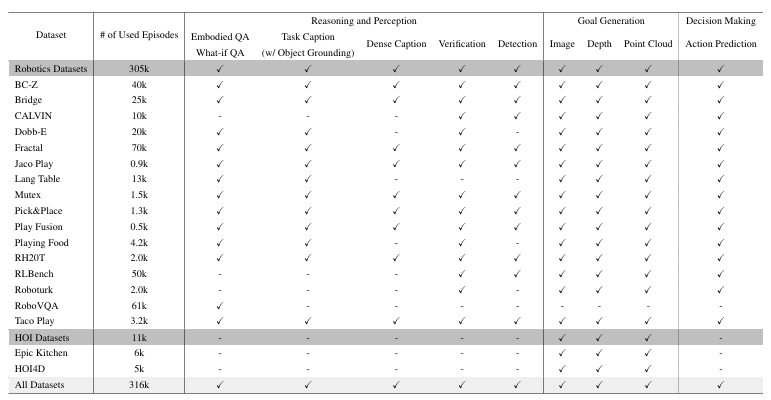 Reasoning and Perception Goal Generation Decision Making
Dataset # of Used Episodes Embodied QA What-if QA Task Caption (w/ Object Grounding) Dense Caption Verification Detection Image Depth Point Cloud Action Prediction
Robotics Datasets 305k ✓ ✓ ✓ ✓ ✓ ✓ ✓ ✓ ✓
BC-Z 40k ✓ ✓ ✓ ✓ ✓ ✓ ✓ ✓ ✓
Bridge 25k ✓ ✓ ✓ ✓ ✓ ✓ ✓ ✓ ✓
CALVIN 10k - - - ✓ ✓ ✓ ✓ ✓ ✓
Dobb-E 20k ✓ ✓ - ✓ - ✓ ✓ ✓ ✓
Fractal 70k ✓ ✓ ✓ ✓ ✓ ✓ ✓ ✓ ✓
Jaco Play 0.9k ✓ ✓ ✓ ✓ ✓ ✓ ✓ ✓ ✓
Lang Table 13k ✓ ✓ - - - ✓ ✓ ✓ ✓
Mutex 1.5k ✓ ✓ ✓ ✓ ✓ ✓ ✓ ✓ ✓
Pick&Place 1.3k ✓ ✓ ✓ ✓ ✓ ✓ ✓ ✓ ✓
Play Fusion 0.5k ✓ ✓ ✓ ✓ ✓ ✓ ✓ ✓ ✓
Playing Food 4.2k ✓ ✓ - ✓ - ✓ ✓ ✓ ✓
RH20T 2.0k ✓ ✓ ✓ ✓ ✓ ✓ ✓ ✓ ✓
RLBench 50k - - - ✓ ✓ ✓ ✓ ✓ ✓
Roboturk 2.0k - - - ✓ - ✓ ✓ ✓ ✓
RoboVQA 61k ✓ - - - - - - - -
Taco Play 3.2k ✓ ✓ ✓ ✓ ✓ ✓ ✓ ✓ ✓
HOI Datasets 11k - - - - - ✓ ✓ ✓ -
Epic Kitchen 6k - - - - - ✓ ✓ ✓ -
HOI4D 5k - - - - - ✓ ✓ ✓ -
All Datasets 316k ✓ ✓ ✓ ✓ ✓ ✓ ✓ ✓ ✓